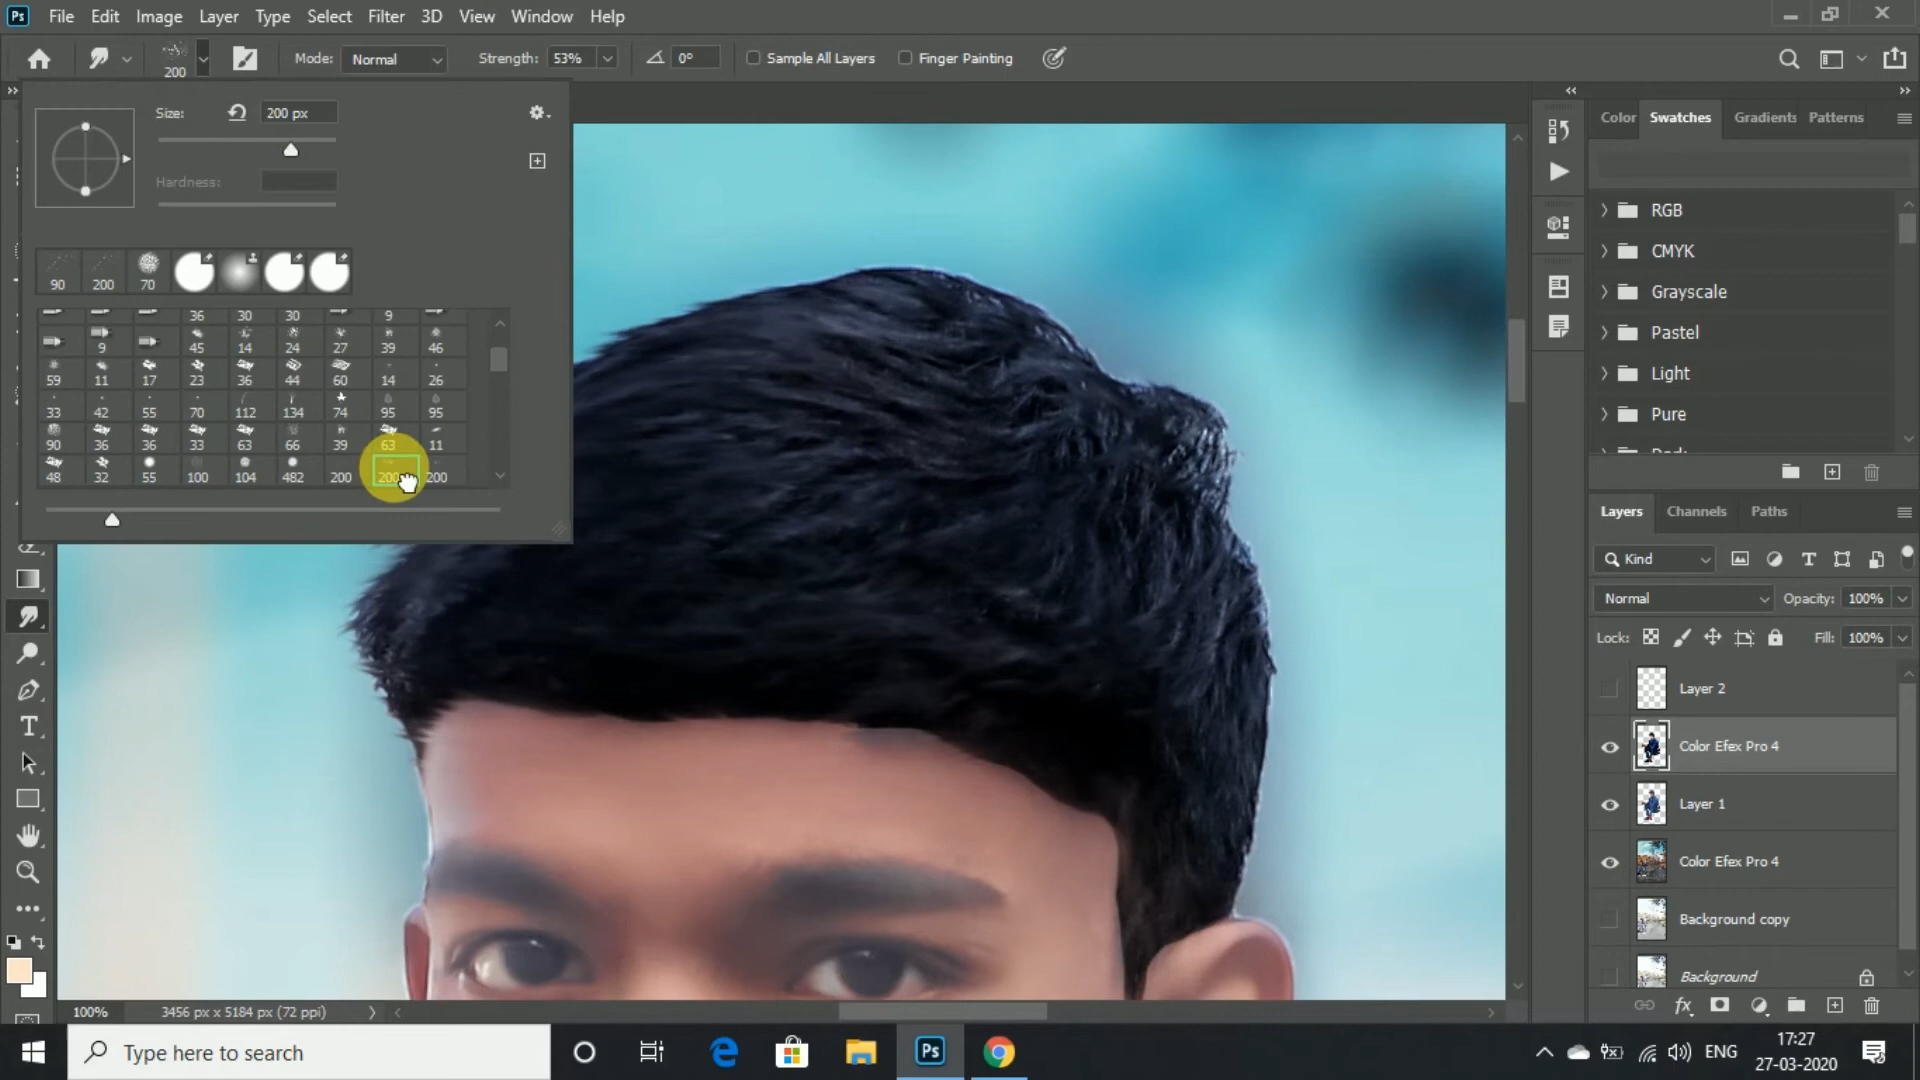 Ps File Edit Image Layer Type Select Filter 3D View Window Help
200 Mode: Normal Strength: 53% 0° Sample All Layers Finger Painting
Size: 200 px
Hardness:
90 200 70
36 30 30 9
9 45 14 24 27 39 46
59 11 17 23 36 44 60 14 26
33 42 55 70 112 134 74 95 95
90 36 36 33 63 66 39 63 11
48 32 55 100 104 482 200 200 200
Color Swatches Gradients Patterns
RGB
CMYK
Grayscale
Pastel
Light
Pure
Layers Channels Paths
Kind
Normal Opacity: 100%
Lock: Fill: 100%
Layer 2
Color Efex Pro 4
Layer 1
Color Efex Pro 4
Background copy
Background
T
100% 3456 px x 5184 px (72 ppi)
Type here to search
Ps
ENG
17:27
27-03-2020